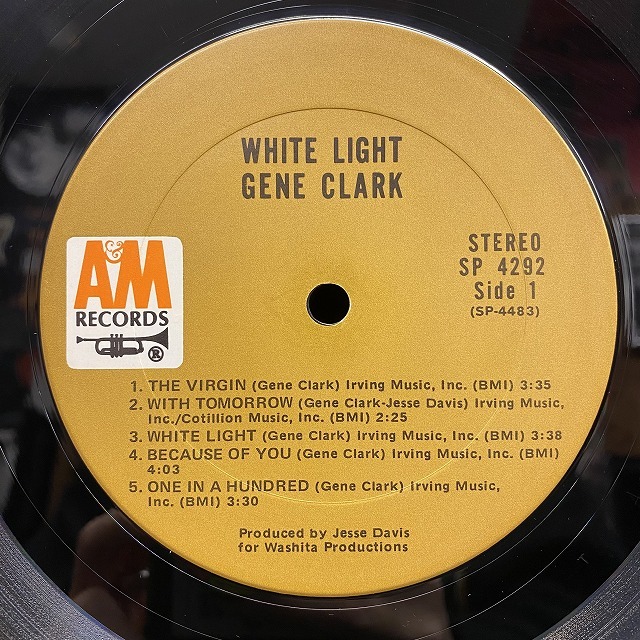 WHITE LIGHT
GENE CLARK
STEREO
SP 4292
Side 1
(SP-4483)
A&M
RECORDS
®
1. THE VIRGIN (Gene Clark) Irving Music, Inc. (BMI) 3:35
2. WITH TOMORROW (Gene Clark-Jesse Davis) Irving Music,
Inc./Cotillion Music, Inc. (BMI) 2:25
3. WHITE LIGHT (Gene Clark) Irving Music, Inc. (BMI) 3:38
4. BECAUSE OF YOU (Gene Clark) Irving Music, Inc. (BMI)
4:03
5. ONE IN A HUNDRED (Gene Clark) Irving Music,
Inc. (BMI) 3:30
Produced by Jesse Davis
for Washita Productions